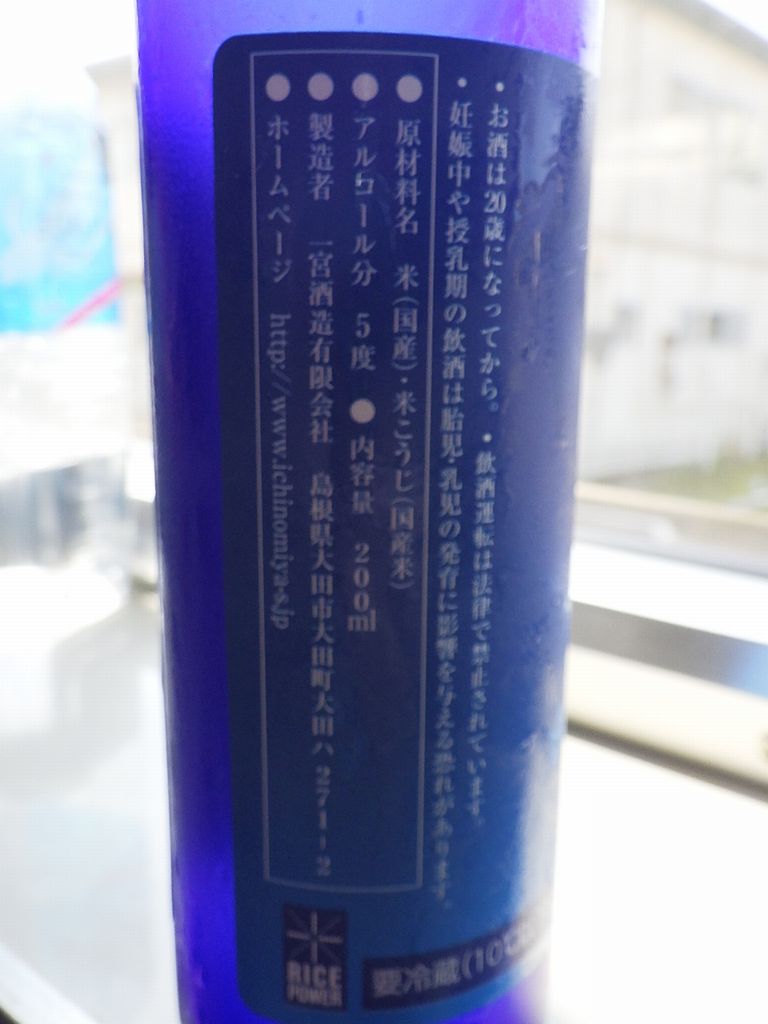 ・お酒は20歳になってから。・飲酒運転は法律で禁止されています。
・妊娠中や授乳期の飲酒は胎児・乳児の発育に影響を与える恐れがあります。
●原材料名 米(国産)・米こうじ(国産米)
●アルコール分 5度 ●内容量 200ml
●製造者 一宮酒造有限会社 島根県大田市大田町大田ハ271-2
●ホームページ http://www.ichinomiya-s.jp
RICE
POWER
要冷蔵(10℃